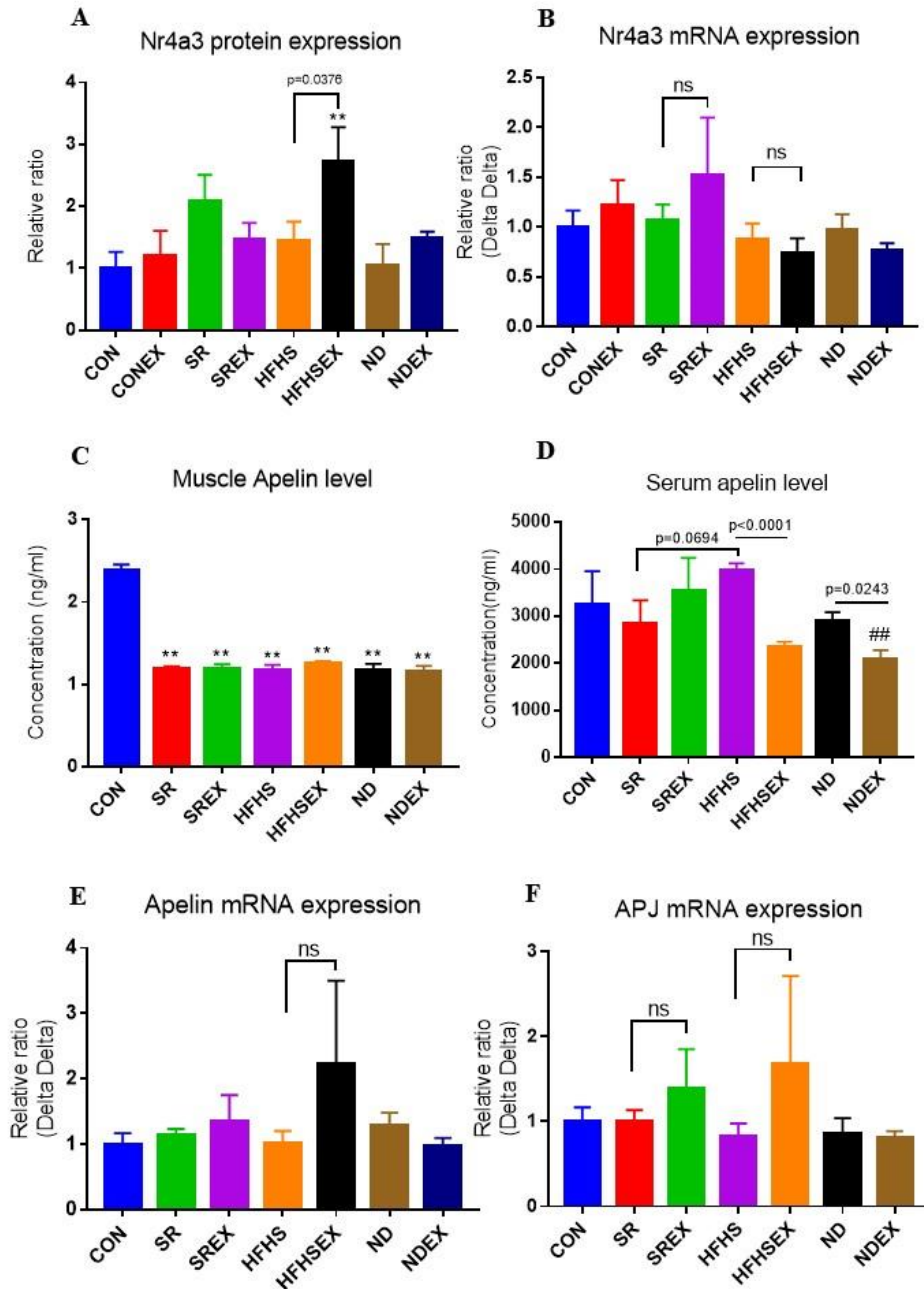 A
Nr4a3 protein expression
Relative ratio
4
3
2
1
0
p=0.0376
**
CON
CONEX
SR
SREX
HFHS
HFHSEX
ND
NDEX
B
Nr4a3 mRNA expression
Relative ratio
(Delta Delta)
2.5
2.0
1.5
1.0
0.5
0.0
ns
ns
CON
CONEX
SR
SREX
HFHS
HFHSEX
ND
NDEX
C
Muscle Apelin level
Concentration (ng/ml)
3
2
1
0
**
**
**
**
**
**
CON
SR
SREX
HFHS
HFHSEX
ND
NDEX
D
Serum apelin level
Concentration(ng/ml)
5000
4000
3000
2000
1000
0
p=0.0694
p<0.0001
p=0.0243
##
CON
SR
SREX
HFHS
HFHSEX
ND
NDEX
E
Apelin mRNA expression
Relative ratio
(Delta Delta)
4
3
2
1
0
ns
CON
SR
SREX
HFHS
HFHSEX
ND
NDEX
F
APJ mRNA expression
Relative ratio
(Delta Delta)
3
2
1
0
ns
ns
CON
SR
SREX
HFHS
HFHSEX
ND
NDEX